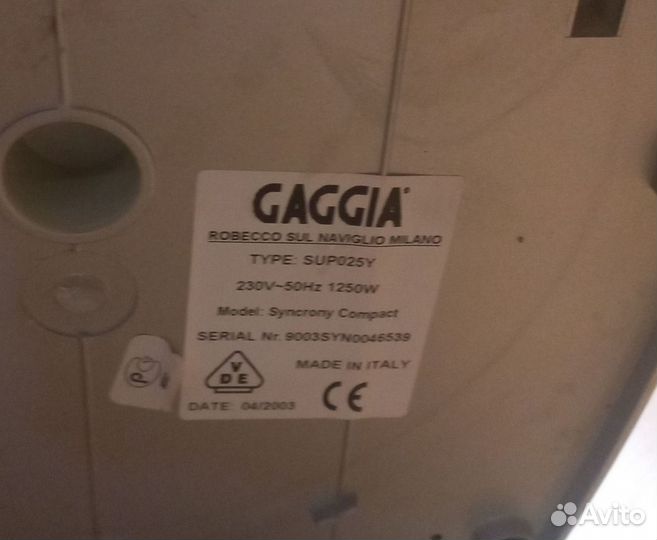 GAGGIA
ROBECCO SUL NAVIGLIO MILANO
TYPE: SUP025Y
230V~50Hz 1250W
Model: Syncrony Compact
SERIAL Nr. 9003SYN0046539
MADE IN ITALY
VDE
CE
DATE: 04/2003
Avito